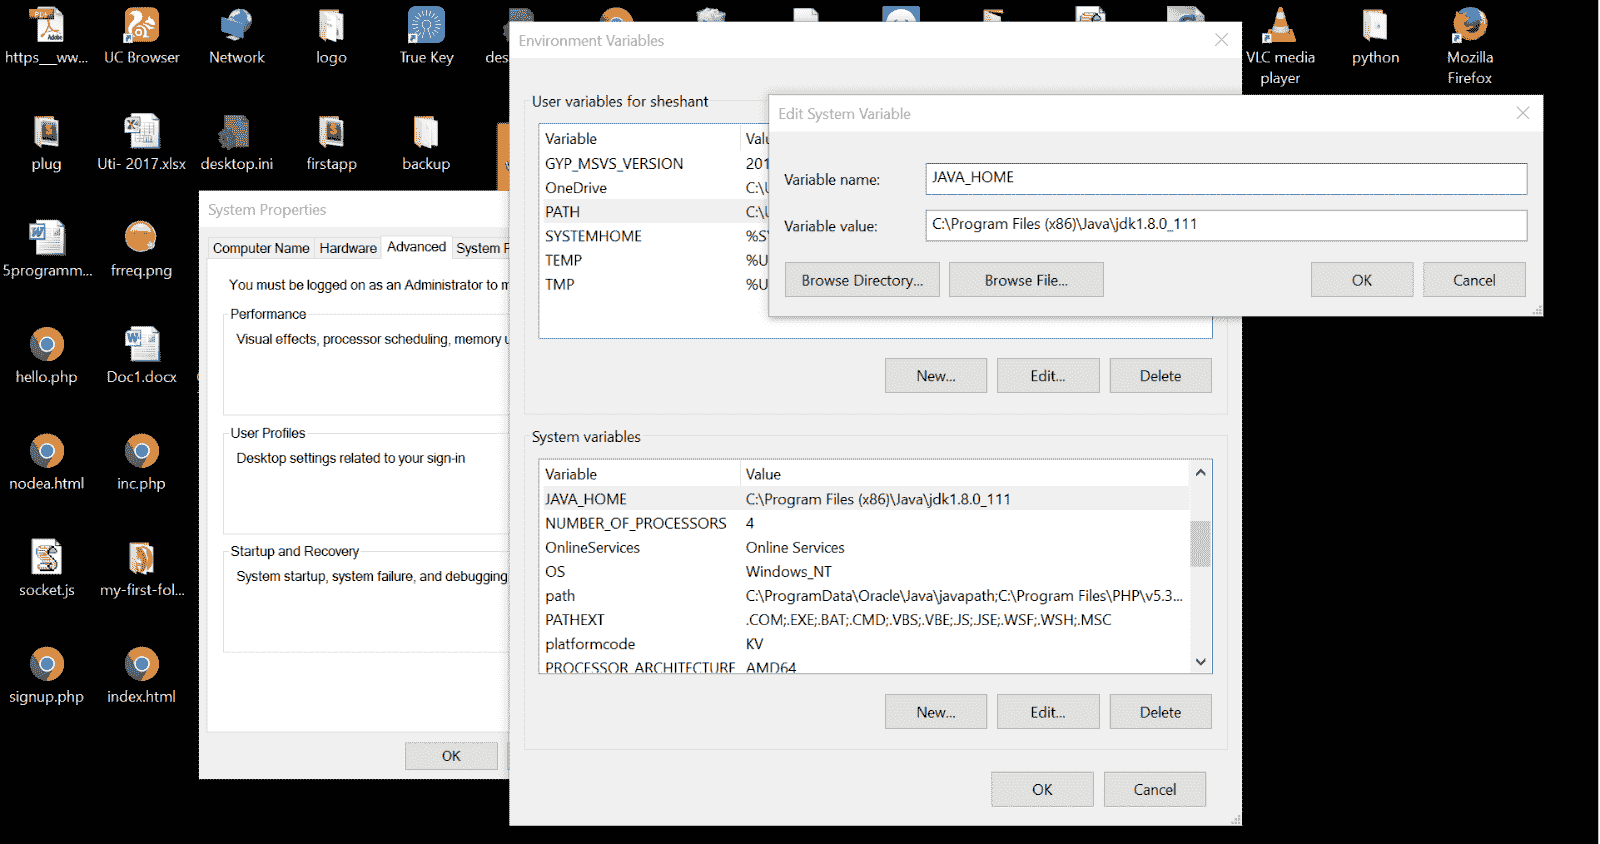 https__ww...
UC Browser
Network
logo
True Key
VLC media
player
python
Mozilla
Firefox
plug
Uti- 2017.xlsx
desktop.ini
firstapp
backup
5programm...
frreq.png
hello.php
Doc1.docx
nodea.html
inc.php
socket.js
my-first-fol...
signup.php
index.html
System Properties
Computer Name
Hardware
Advanced
System P
You must be logged on as an Administrator to m
Performance
Visual effects, processor scheduling, memory u
User Profiles
Desktop settings related to your sign-in
Startup and Recovery
System startup, system failure, and debugging
OK
Environment Variables
User variables for sheshant
Variable Valu
GYP_MSVS_VERSION 201
OneDrive C:\U
PATH C:\U
SYSTEMHOME %S
TEMP %U
TMP %U
New...
Edit...
Delete
System variables
Variable Value
JAVA_HOME C:\Program Files (x86)\Java\jdk1.8.0_111
NUMBER_OF_PROCESSORS 4
OnlineServices Online Services
OS Windows_NT
path C:\ProgramData\Oracle\Java\javapath;C:\Program Files\PHP\v5.3...
PATHEXT .COM;.EXE;.BAT;.CMD;.VBS;.VBE;.JS;.JSE;.WSF;.WSH;.MSC
platformcode KV
PROCESSOR_ARCHITECTURE AMD64
New...
Edit...
Delete
OK
Cancel
Edit System Variable
Variable name: JAVA_HOME
Variable value: C:\Program Files (x86)\Java\jdk1.8.0_111
Browse Directory...
Browse File...
OK
Cancel